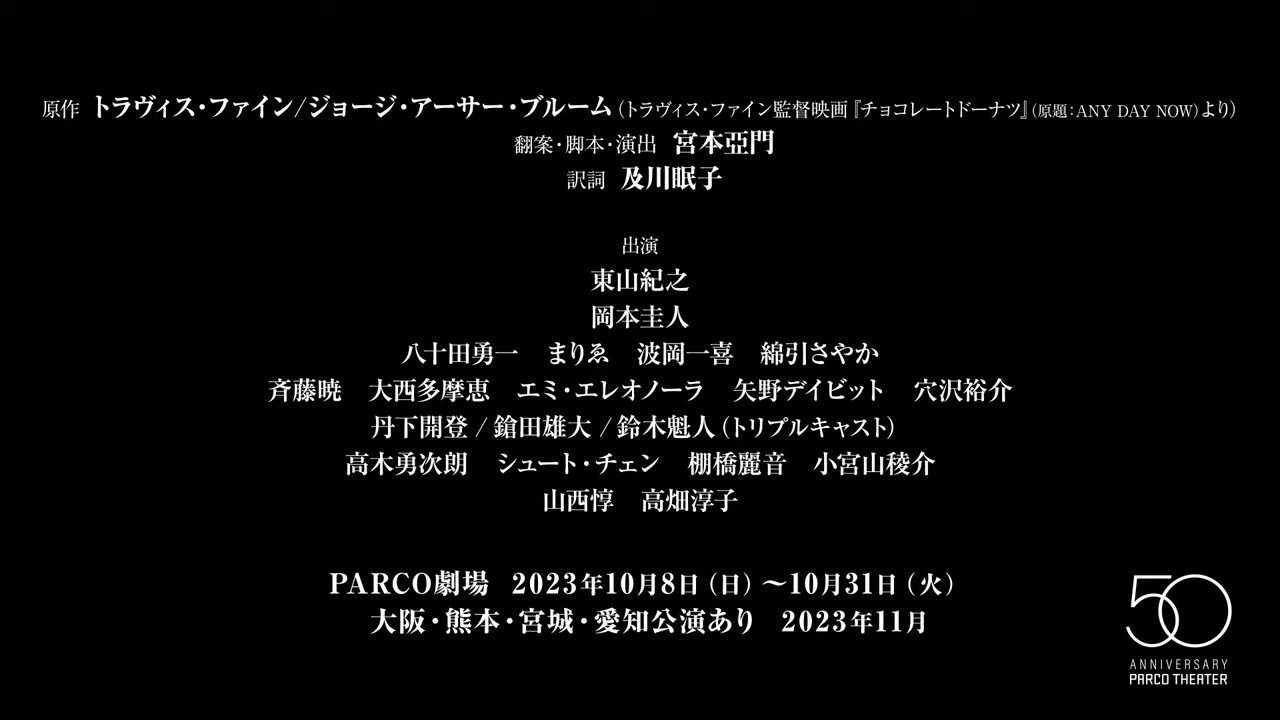 原作 トラヴィス・ファイン/ジョージ・アーサー・ブルーム（トラヴィス・ファイン監督映画『チョコレートドーナツ』（原題：ANY DAY NOW）より）
翻案・脚本・演出 宮本亞門
訳詞 及川眠子
出演
東山紀之
岡本圭人
八十田勇一 まりゑ 波岡一喜 綿引さやか
斉藤暁 大西多摩恵 エミ・エレオノーラ 矢野デイビット 穴沢裕介
丹下開登 / 鎗田雄大 / 鈴木魁人（トリプルキャスト）
高木勇次朗 シュート・チェン 棚橋麗音 小宮山稜介
山西惇 高畑淳子
PARCO劇場 2023年10月8日（日）〜10月31日（火）
大阪・熊本・宮城・愛知公演あり 2023年11月
50
ANNIVERSARY
PARCO THEATER